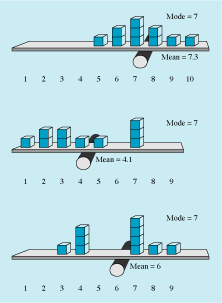 Mode = 7
Mean = 7.3
1 2 3 4 5 6 7 8 9 10
Mode = 7
Mean = 4.1
1 2 3 4 5 6 7 8 9
Mode = 7
Mean = 6
1 2 3 4 5 6 7 8 9